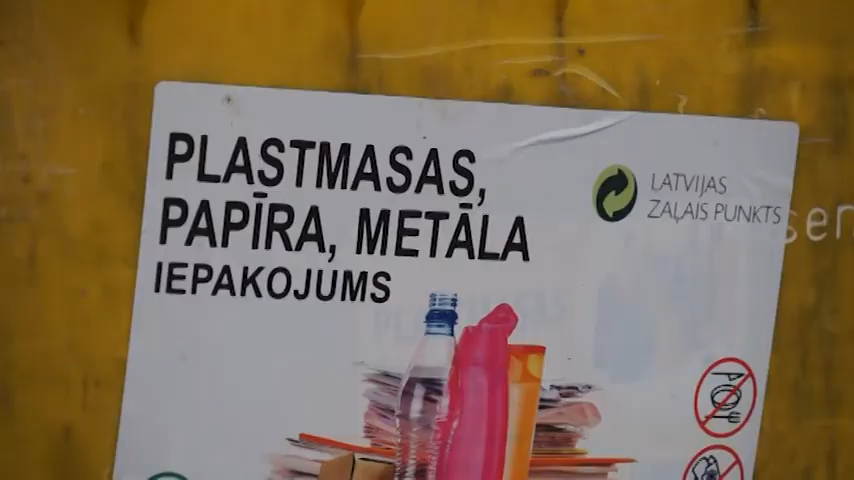 PLASTMASAS,
PAPĪRA, METĀLA
IEPAKOJUMS
LATVIJAS
ZAĻAIS PUNKTS